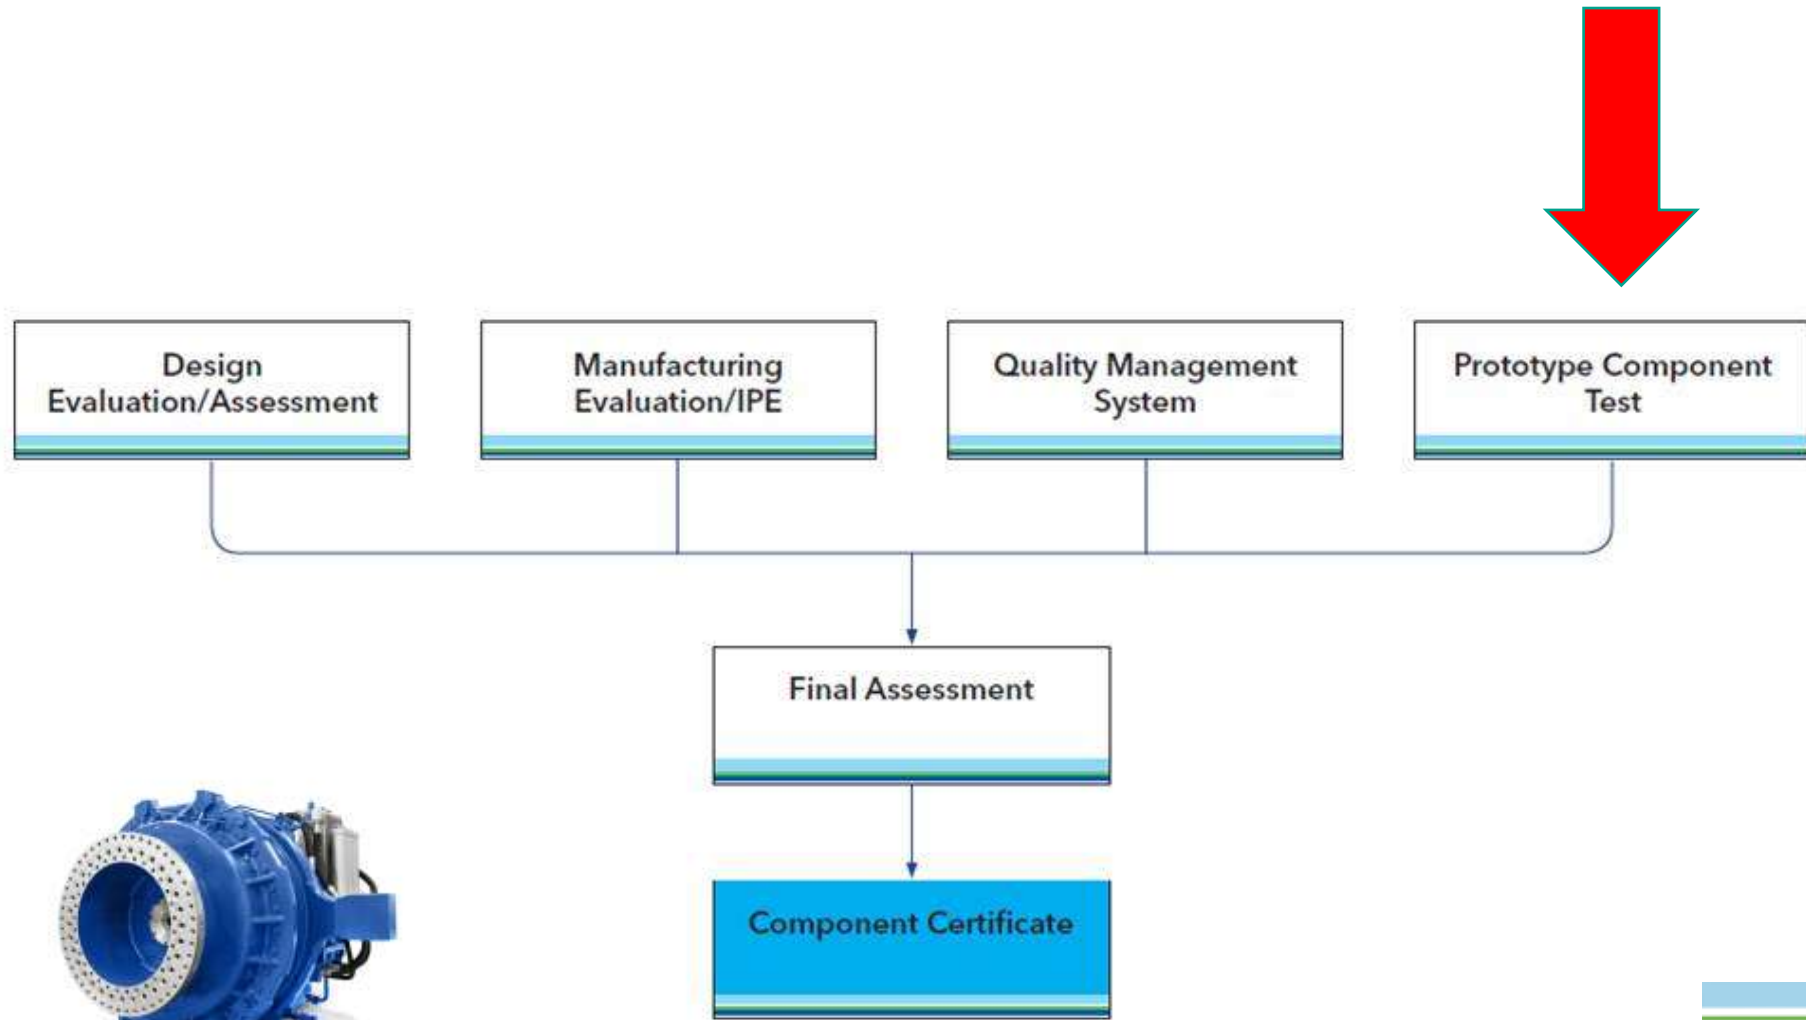 Design
Evaluation/Assessment
Manufacturing
Evaluation/IPE
Quality Management
System
Prototype Component
Test
Final Assessment
Component Certificate